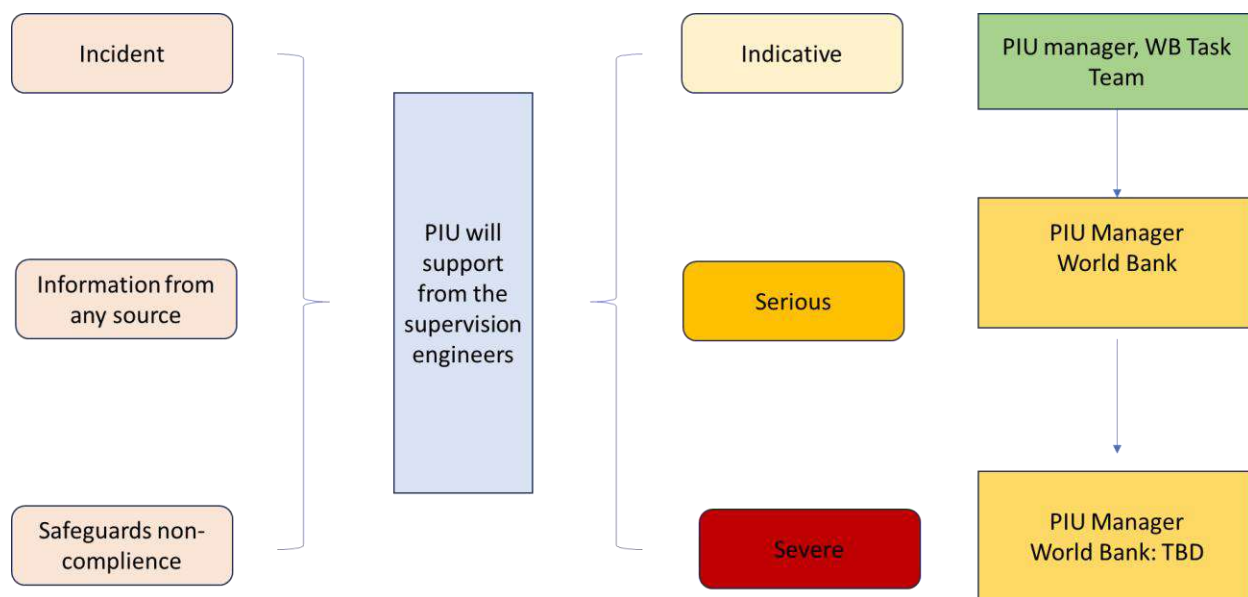 Incident
Information from
any source
Safeguards non-
complience
PIU will
support
from the
supervision
engineers
Indicative
Serious
Severe
PIU manager, WB Task
Team
PIU Manager
World Bank
PIU Manager
World Bank: TBD